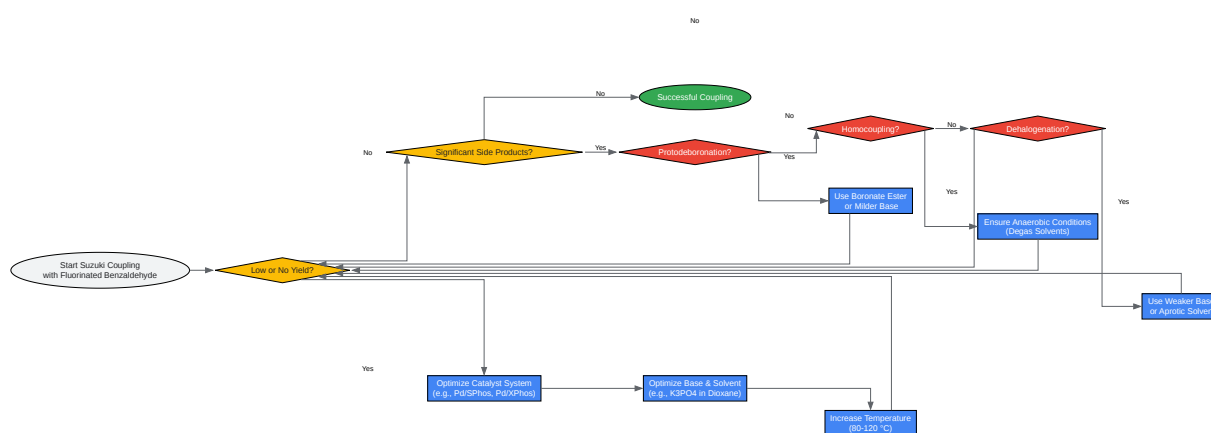 No
No
Successful Coupling
No
Homocoupling?
No
Dehalogenation?
No
Significant Side Products?
Yes
Protodeboronation?
Yes
Use Boronate Ester
or Milder Base
Yes
Yes
Ensure Anaerobic Conditions
(Degas Solvents)
Start Suzuki Coupling
with Fluorinated Benzaldehyde
Low or No Yield?
Use Weaker Base
or Aprotic Solven
Yes
Optimize Catalyst System
(e.g., Pd/SPhos, Pd/XPhos)
Optimize Base & Solvent
(e.g., K3PO4 in Dioxane)
Increase Temperature
(80-120 °C)